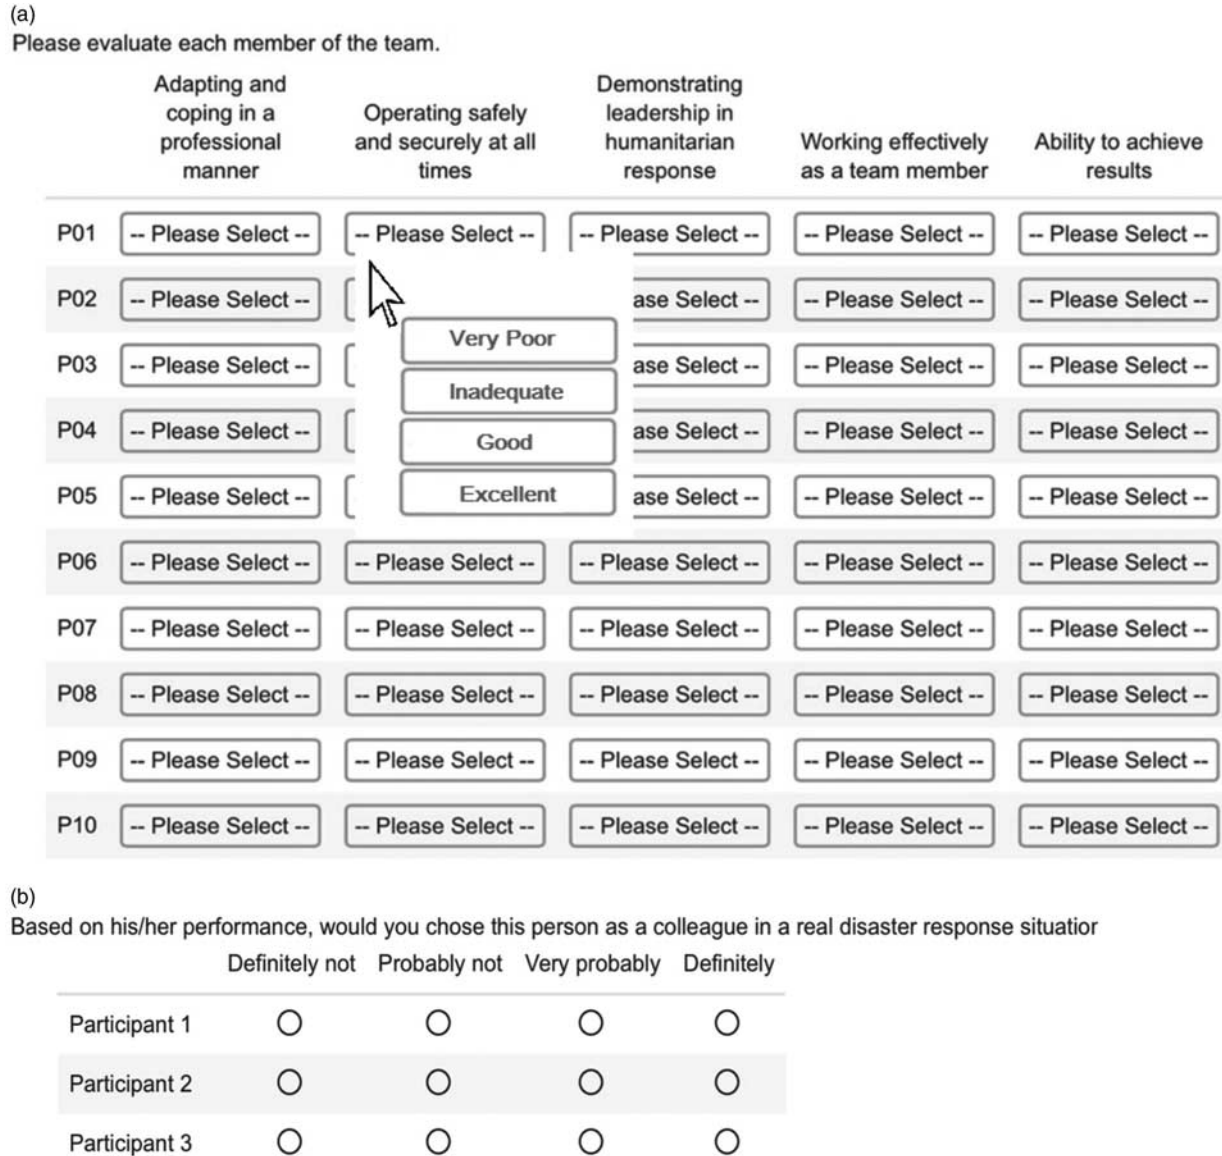 (a)
Please evaluate each member of the team.
Adapting and
coping in a
professional
manner
Operating safely
and securely at all
times
Demonstrating
leadership in
humanitarian
response
Working effectively
as a team member
Ability to achieve
results
P01 -- Please Select -- -- Please Select -- -- Please Select -- -- Please Select -- -- Please Select --
P02 -- Please Select -- ase Select -- -- Please Select -- -- Please Select --
Very Poor
P03 -- Please Select -- ase Select -- -- Please Select -- -- Please Select --
Inadequate
P04 -- Please Select -- ase Select -- -- Please Select -- -- Please Select --
Good
P05 -- Please Select -- ase Select -- -- Please Select -- -- Please Select --
Excellent
P06 -- Please Select -- -- Please Select -- -- Please Select -- -- Please Select -- -- Please Select --
P07 -- Please Select -- -- Please Select -- -- Please Select -- -- Please Select -- -- Please Select --
P08 -- Please Select -- -- Please Select -- -- Please Select -- -- Please Select -- -- Please Select --
P09 -- Please Select -- -- Please Select -- -- Please Select -- -- Please Select -- -- Please Select --
P10 -- Please Select -- -- Please Select -- -- Please Select -- -- Please Select -- -- Please Select --
(b)
Based on his/her performance, would you chose this person as a colleague in a real disaster response situatior
Definitely not Probably not Very probably Definitely
Participant 1
Participant 2
Participant 3